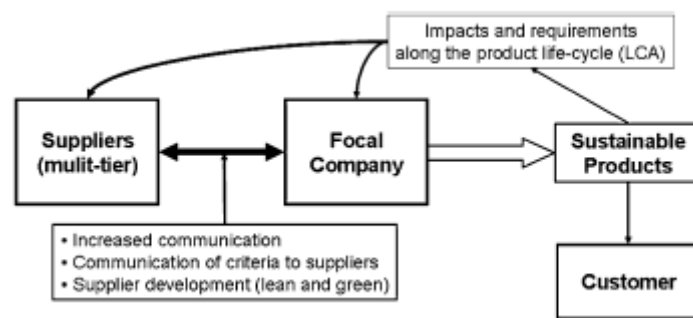 Impacts and requirements
along the product life-cycle (LCA)
Suppliers
(mulit-tier)
Focal
Company
Sustainable
Products
• Increased communication
• Communication of criteria to suppliers
• Supplier development (lean and green)
Customer